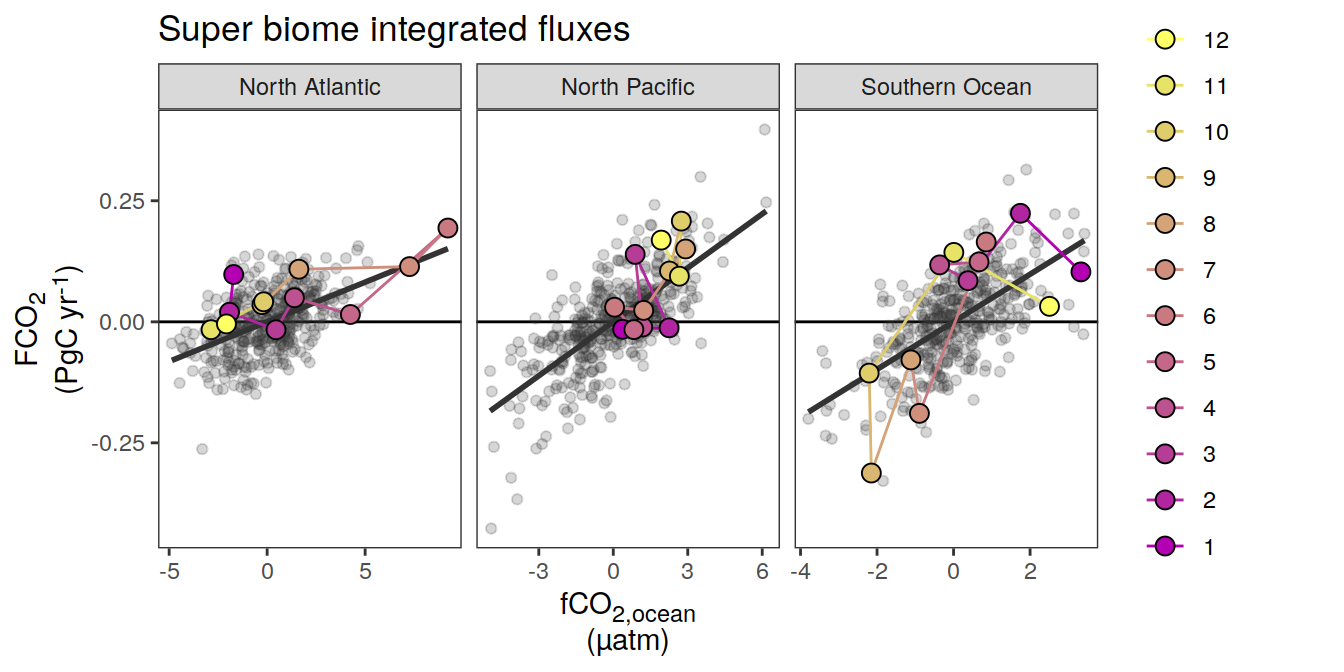 Super biome integrated fluxes
North Atlantic
North Pacific
Southern Ocean
FCO₂
(PgC yr⁻¹)
0.25
0.00
-0.25
-5 0 5
-3 0 3 6
-4 -2 0 2
fCO₂,ocean
(µatm)
12
11
10
9
8
7
6
5
4
3
2
1